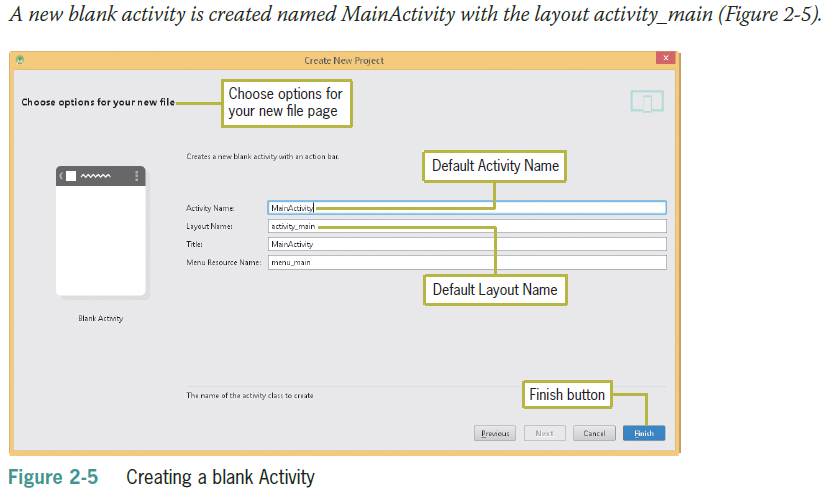 A new blank activity is created named MainActivity with the layout activity_main (Figure 2-5).
Create New Project
Choose options for your new file
Choose options for
your new file page
Creates a new blank activity with an action bar.
Default Activity Name
Activity Name: MainActivity
Layout Name: activity_main
Title: MainActivity
Menu Resource Name: menu_main
Default Layout Name
Blank Activity
The name of the activity class to create
Finish button
Previous Next Cancel Finish
Figure 2-5 Creating a blank Activity